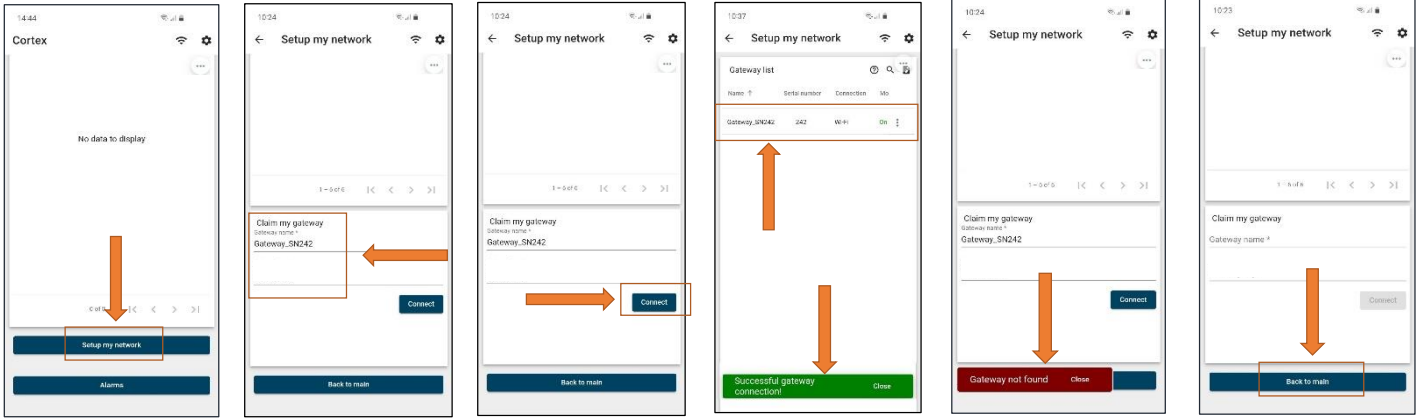 14:44
Cortex
...
No data to display
0 of 0
Setup my network
Alarms
10:24
Setup my network
...
Claim my gateway
Gateway name *
Gateway_SN242
Connect
Back to main
10:24
Setup my network
...
Claim my gateway
Gateway name *
Gateway_SN242
Connect
Back to main
10:37
Setup my network
...
Gateway list
Name ↑ Serial number Connection Mo
Gateway_SN242 242 Wi-Fi On
Successful gateway
connection!
Close
10:24
Setup my network
...
Claim my gateway
Gateway name *
Gateway_SN242
Connect
Gateway not found
Close
10:23
Setup my network
...
Claim my gateway
Gateway name *
Connect
Back to main